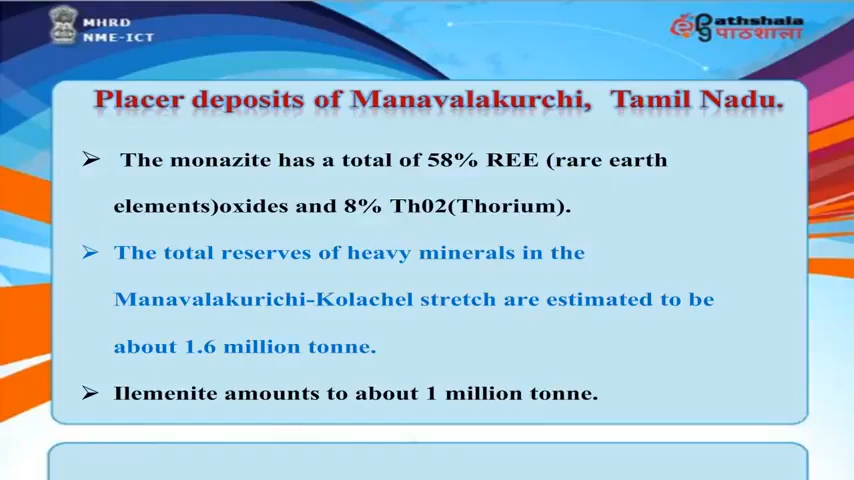 MHRD
NME-ICT
Pathshala
पाठशाला
Placer deposits of Manavalakurchi, Tamil Nadu.
➢ The monazite has a total of 58% REE (rare earth
elements)oxides and 8% Th02(Thorium).
➢ The total reserves of heavy minerals in the
Manavalakurichi-Kolachel stretch are estimated to be
about 1.6 million tonne.
➢ Ilemenite amounts to about 1 million tonne.